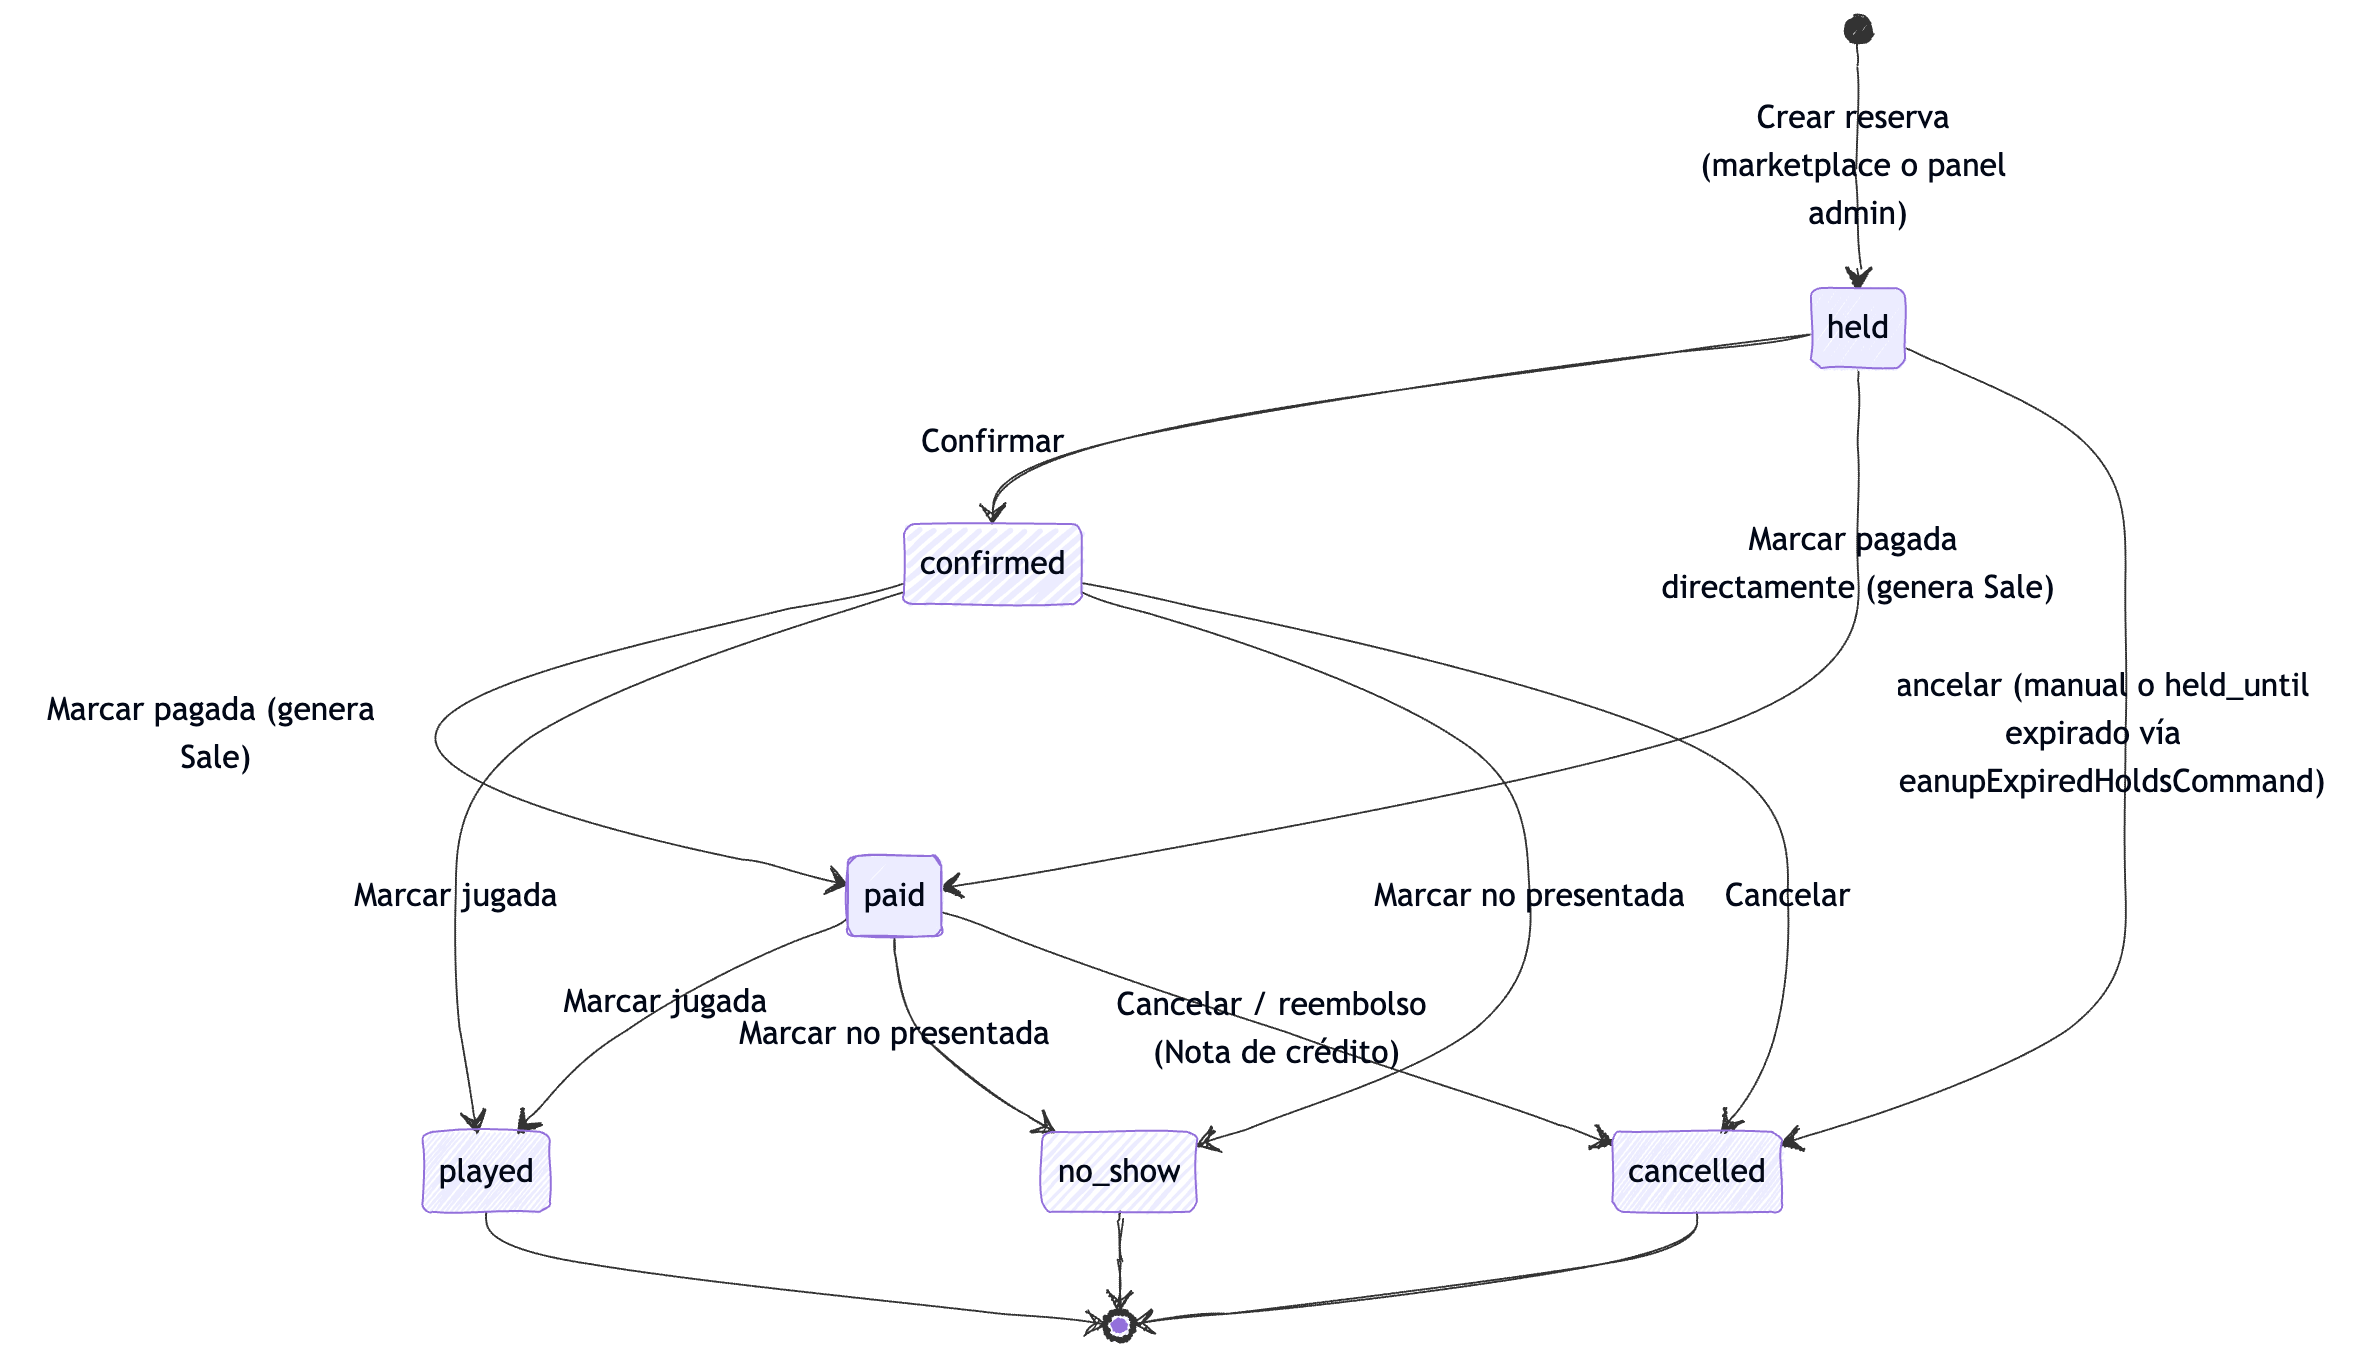 Crear reserva
(marketplace o panel
admin)
held
Confirmar
confirmed
Marcar pagada
directamente (genera Sale)
ancelar (manual o held_until
expirado vía
eanupExpiredHoldsCommand)
Marcar pagada (genera
Sale)
paid
Marcar jugada
Marcar no presentada
Cancelar
Marcar jugada
Marcar no presentada
Cancelar / reembolso
(Nota de crédito)
played
no_show
cancelled